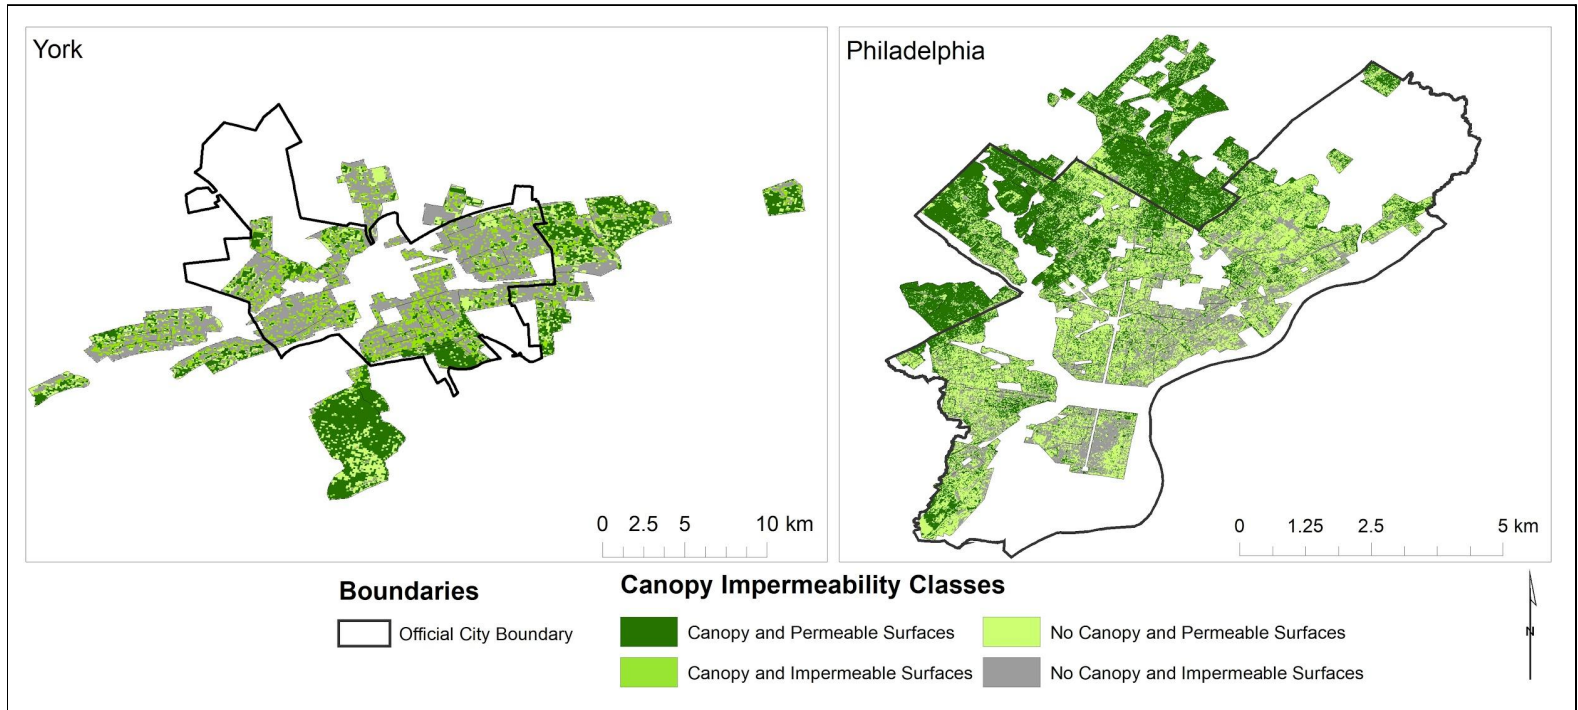 York
Philadelphia
0 2.5 5 10 km
0 1.25 2.5 5 km
Boundaries
Official City Boundary
Canopy Impermeability Classes
Canopy and Permeable Surfaces
No Canopy and Permeable Surfaces
Canopy and Impermeable Surfaces
No Canopy and Impermeable Surfaces
N